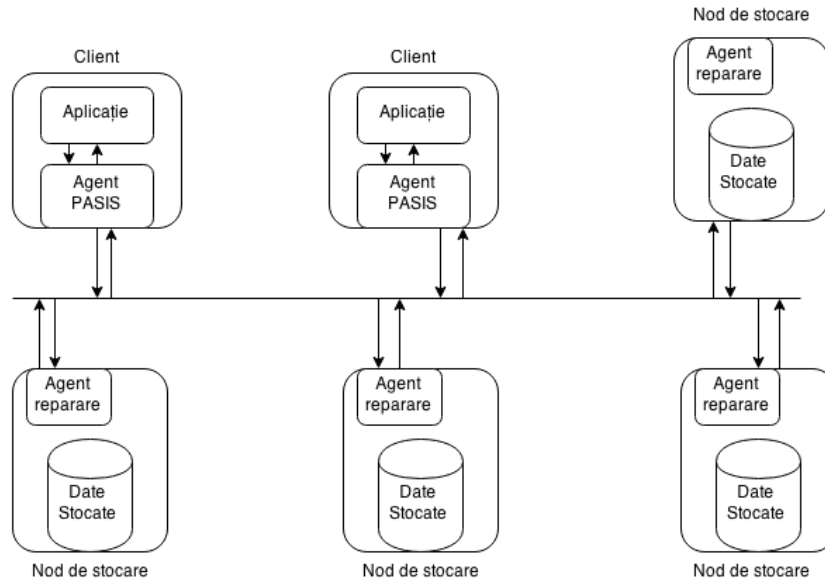 Nod de stocare
Client
Client
Agent
reparare
Aplicație
Aplicație
Date
Stocate
Agent
PASIS
Agent
PASIS
Agent
reparare
Agent
reparare
Agent
reparare
Date
Stocate
Date
Stocate
Date
Stocate
Nod de stocare
Nod de stocare
Nod de stocare